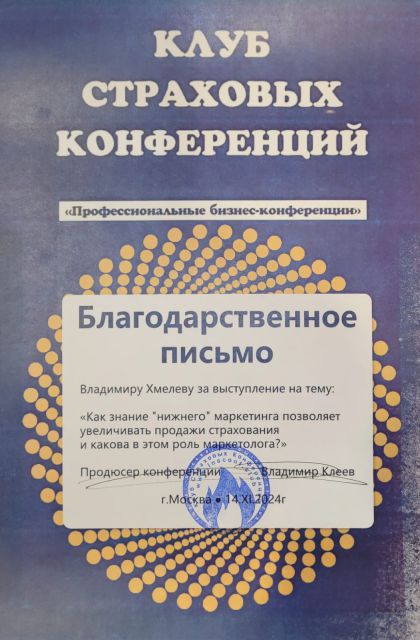 КЛУБ
СТРАХОВЫХ
КОНФЕРЕНЦИЙ
«Профессиональные бизнес-конференции»
Благодарственное
письмо
Владимиру Хмелеву за выступление на тему:
«Как знание "нижнего" маркетинга позволяет
увеличивать продажи страхования
и какова в этом роль маркетолога?»
Продюсер конференции Владимир Клеев
г.Москва • 14.XI.2024г